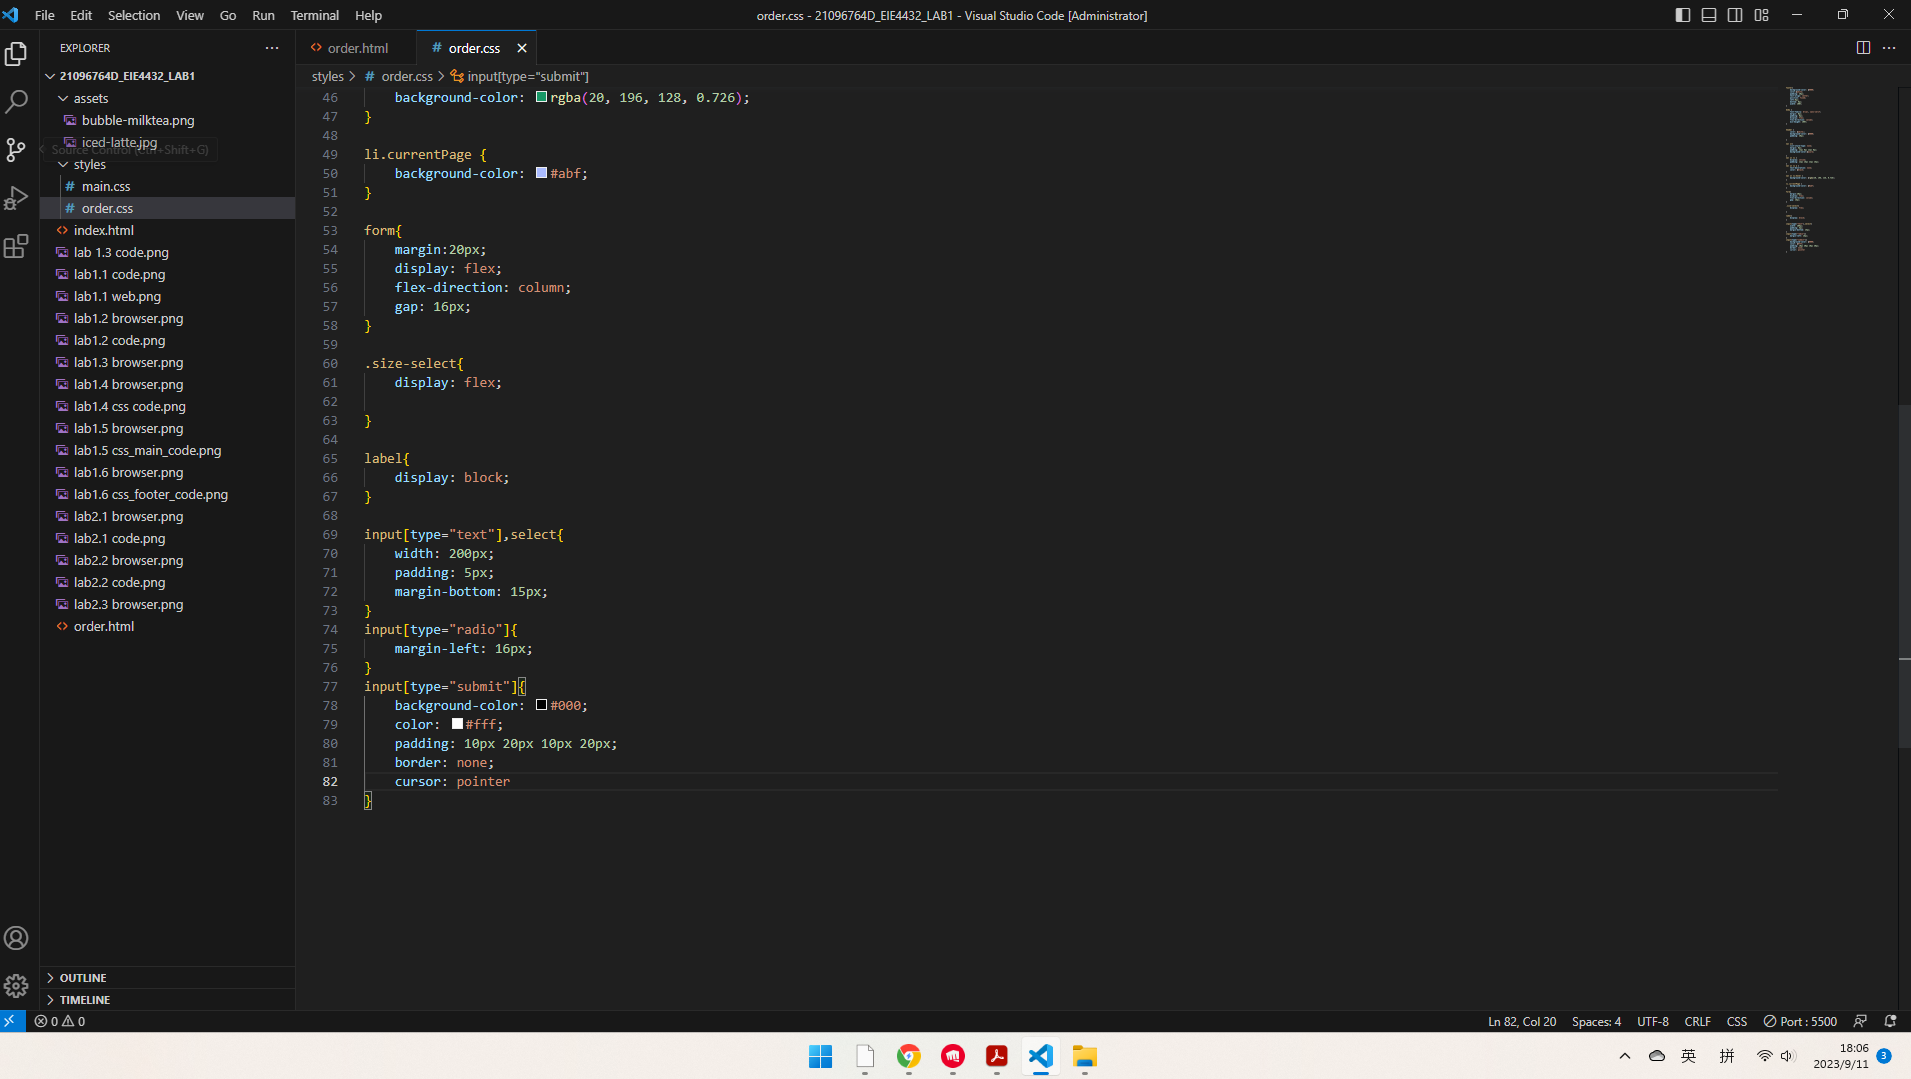 File Edit Selection View Go Run Terminal Help
order.css - 21096764D_EIE4432_LAB1 - Visual Studio Code [Administrator]
EXPLORER
21096764D_EIE4432_LAB1
assets
bubble-milktea.png
iced-latte.jpg
Source Control (Ctrl+Shift+G)
styles
# main.css
# order.css
<> index.html
lab 1.3 code.png
lab1.1 code.png
lab1.1 web.png
lab1.2 browser.png
lab1.2 code.png
lab1.3 browser.png
lab1.4 browser.png
lab1.4 css code.png
lab1.5 browser.png
lab1.5 css_main_code.png
lab1.6 browser.png
lab1.6 css_footer_code.png
lab2.1 browser.png
lab2.1 code.png
lab2.2 browser.png
lab2.2 code.png
lab2.3 browser.png
<> order.html
OUTLINE
TIMELINE
<> order.html # order.css
styles > # order.css > input[type="submit"]
46     background-color: rgba(20, 196, 128, 0.726);
47 }
48
49 li.currentPage {
50     background-color: #abf;
51 }
52
53 form{
54     margin:20px;
55     display: flex;
56     flex-direction: column;
57     gap: 16px;
58 }
59
60 .size-select{
61     display: flex;
62
63 }
64
65 label{
66     display: block;
67 }
68
69 input[type="text"],select{
70     width: 200px;
71     padding: 5px;
72     margin-bottom: 15px;
73 }
74 input[type="radio"]{
75     margin-left: 16px;
76 }
77 input[type="submit"]{
78     background-color: #000;
79     color: #fff;
80     padding: 10px 20px 10px 20px;
81     border: none;
82     cursor: pointer
83 }
0 0 Ln 82, Col 20 Spaces: 4 UTF-8 CRLF CSS Port : 5500
英 拼 18:06
2023/9/11 3